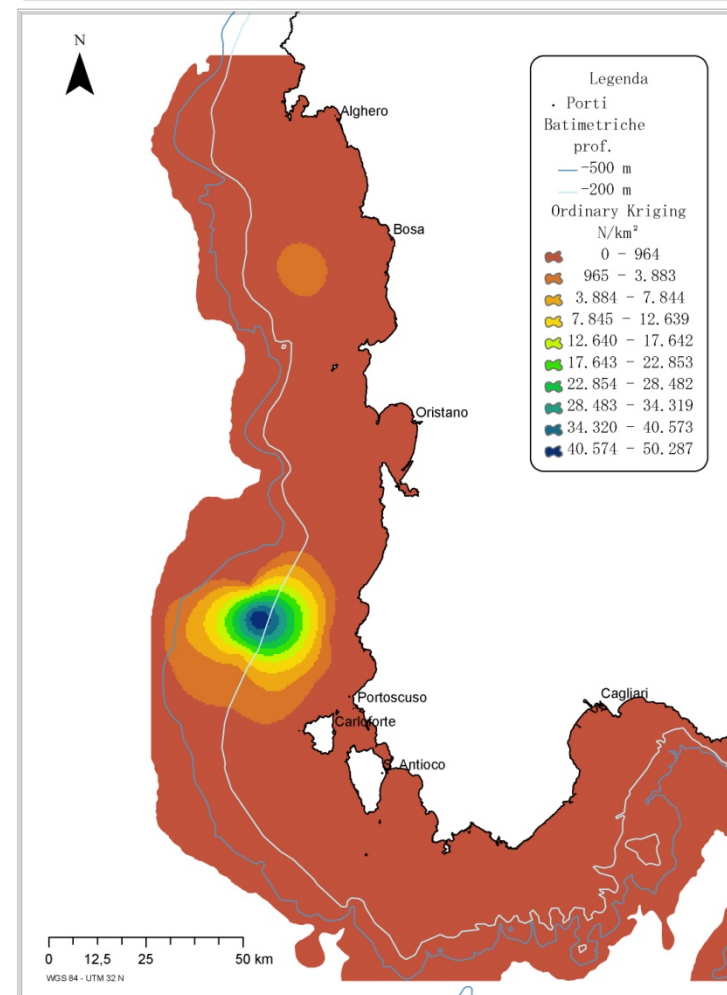 N
Alghero
Bosa
Oristano
Portoscuso
Carloforte
S. Antioco
Cagliari
Legenda
Porti
Batimetriche
prof.
-500 m
-200 m
Ordinary Kriging
N/km²
0 - 964
965 - 3.883
3.884 - 7.844
7.845 - 12.639
12.640 - 17.642
17.643 - 22.853
22.854 - 28.482
28.483 - 34.319
34.320 - 40.573
40.574 - 50.287
0 12,5 25 50 km
WGS 84 - UTM 32 N